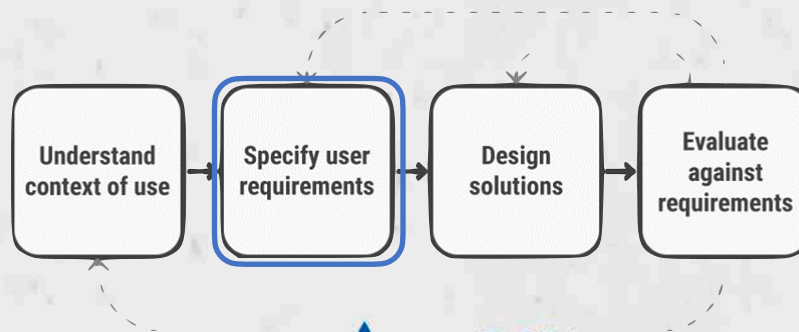 Understand
context of use
Specify user
requirements
Design
solutions
Evaluate
against
requirements